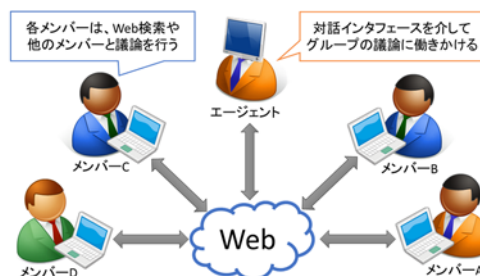 各メンバーは、Web検索や
他のメンバーと議論を行う
対話インタフェースを介して
グループの議論に働きかける
エージェント
メンバーC
メンバーB
メンバーD
Web
メンバーA